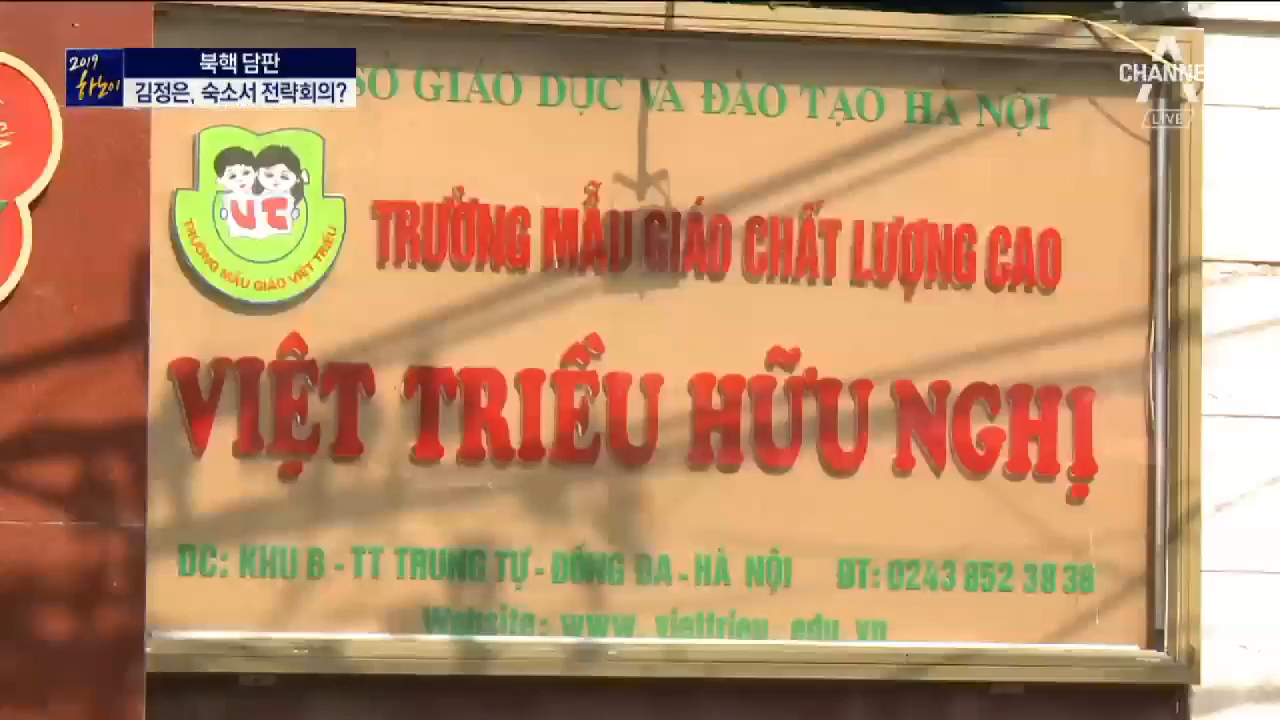 2019 하노이
북핵 담판
김정은, 숙소서 전략회의?
CHANNEL A
LIVE
SỞ GIÁO DỤC VÀ ĐÀO TẠO HÀ NỘI
TRƯỜNG MẪU GIÁO VIỆT TRIỀU
TRƯỜNG MẪU GIÁO CHẤT LƯỢNG CAO
VIỆT TRIỀU HỮU NGHỊ
ĐC: KHU B - TT TRUNG TỰ - ĐỐNG ĐA - HÀ NỘI ĐT: 0243 852 38 38
Website: www. viettrieu. edu. vn